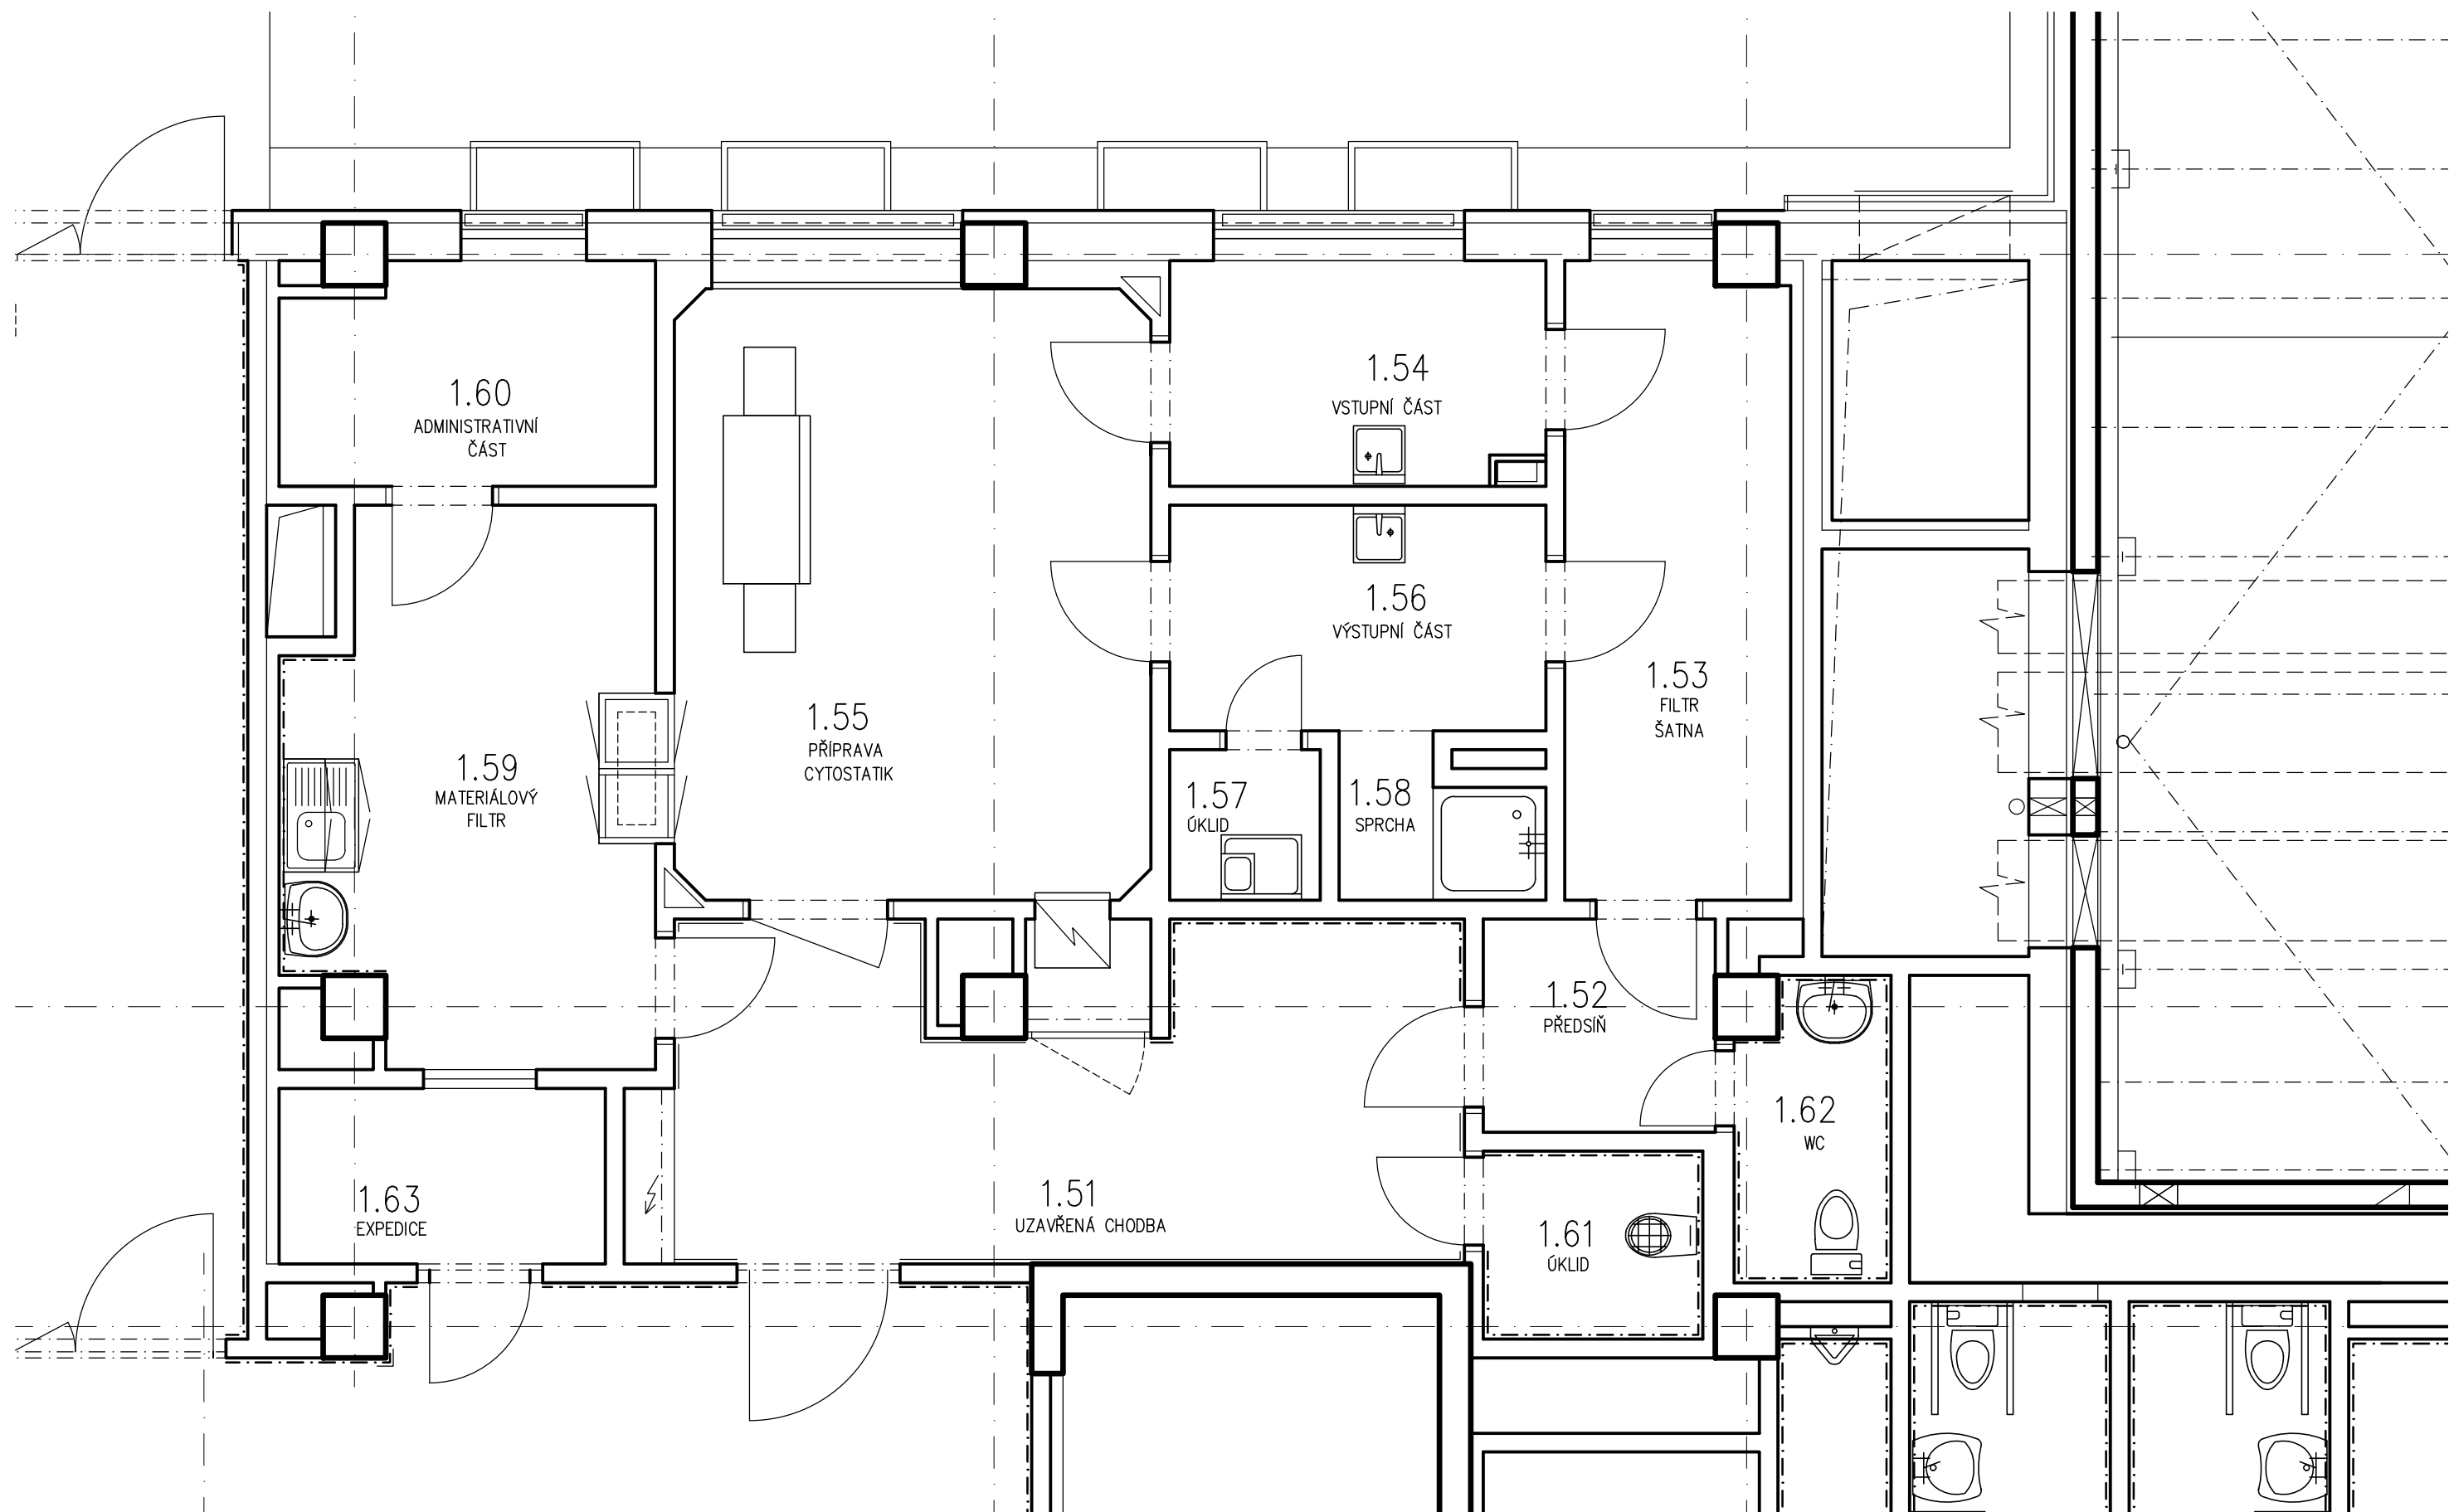 1.60
ADMINISTRATIVNÍ
ČÁST
1.54
VSTUPNÍ ČÁST
1.56
VÝSTUPNÍ ČÁST
1.53
FILTR
ŠATNA
1.55
PŘÍPRAVA
CYTOSTATIK
1.59
MATERIÁLOVÝ
FILTR
1.57
ÚKLID
1.58
SPRCHA
1.52
PŘEDSÍŇ
1.62
WC
1.63
EXPEDICE
1.51
UZAVŘENÁ CHODBA
1.61
ÚKLID